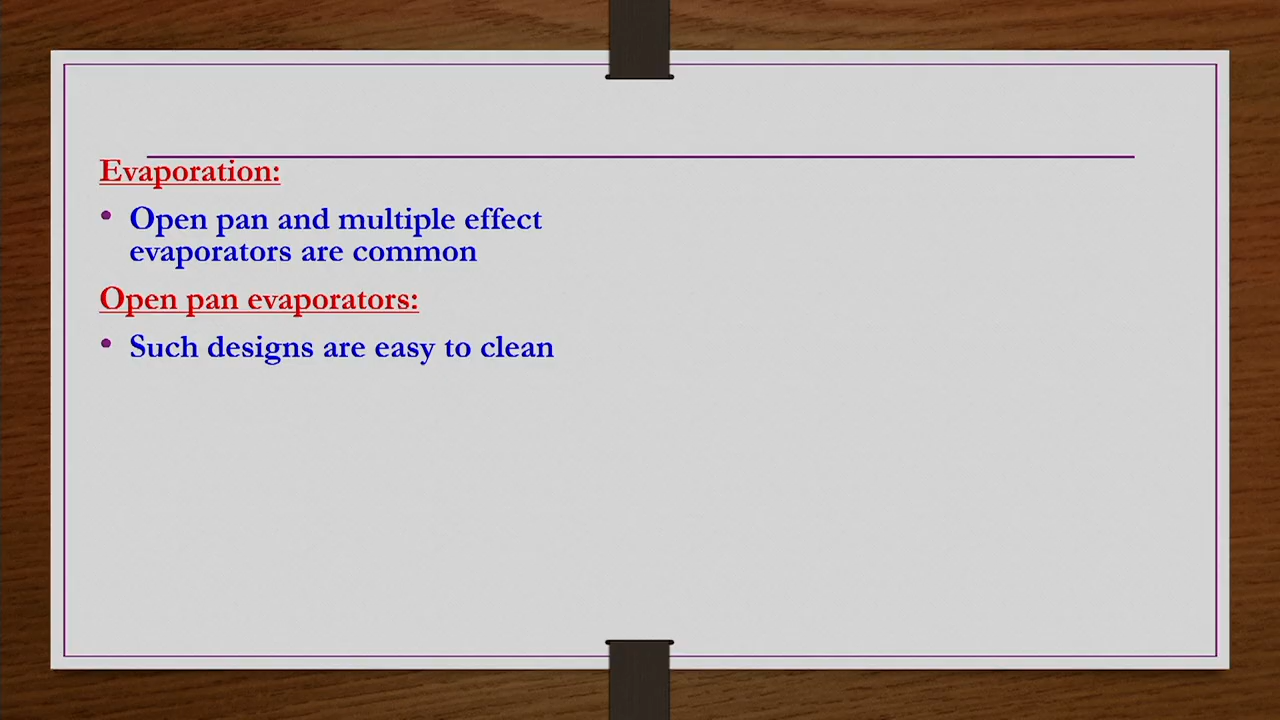 Evaporation:
• Open pan and multiple effect
evaporators are common
Open pan evaporators:
• Such designs are easy to clean